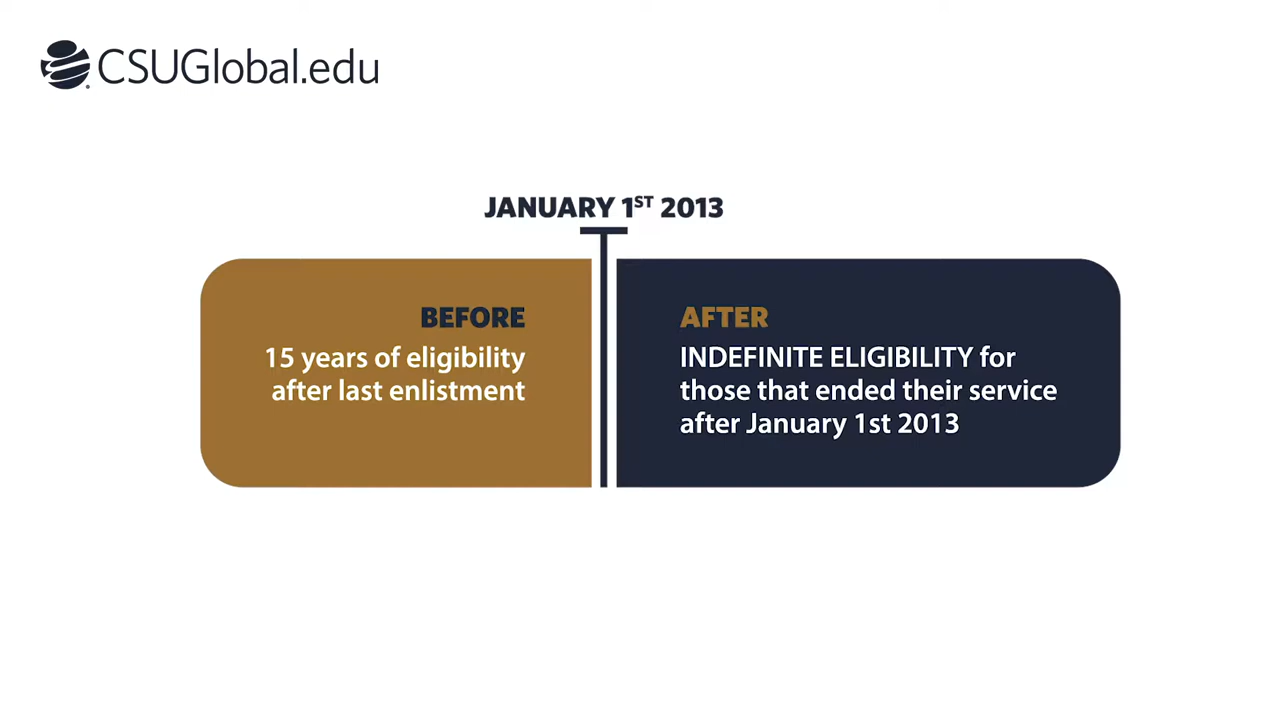 CSUGlobal.edu
JANUARY 1ST 2013
BEFORE
15 years of eligibility
after last enlistment
AFTER
INDEFINITE ELIGIBILITY for
those that ended their service
after January 1st 2013